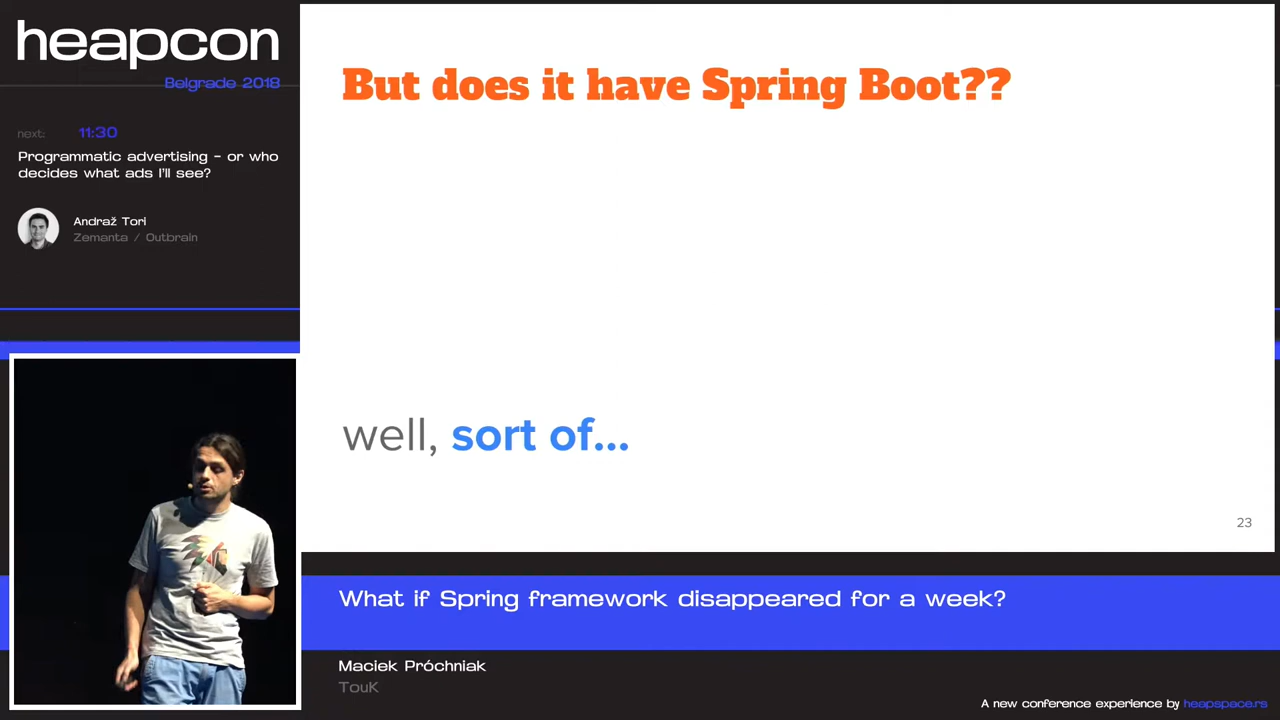 heapcon
Belgrade 2018
next: 11:30
Programmatic advertising - or who
decides what ads I'll see?
Andraž Tori
Zemanta / Outbrain
But does it have Spring Boot??
well, sort of...
23
What if Spring framework disappeared for a week?
Maciek Próchniak
TouK
A new conference experience by heapspace.rs